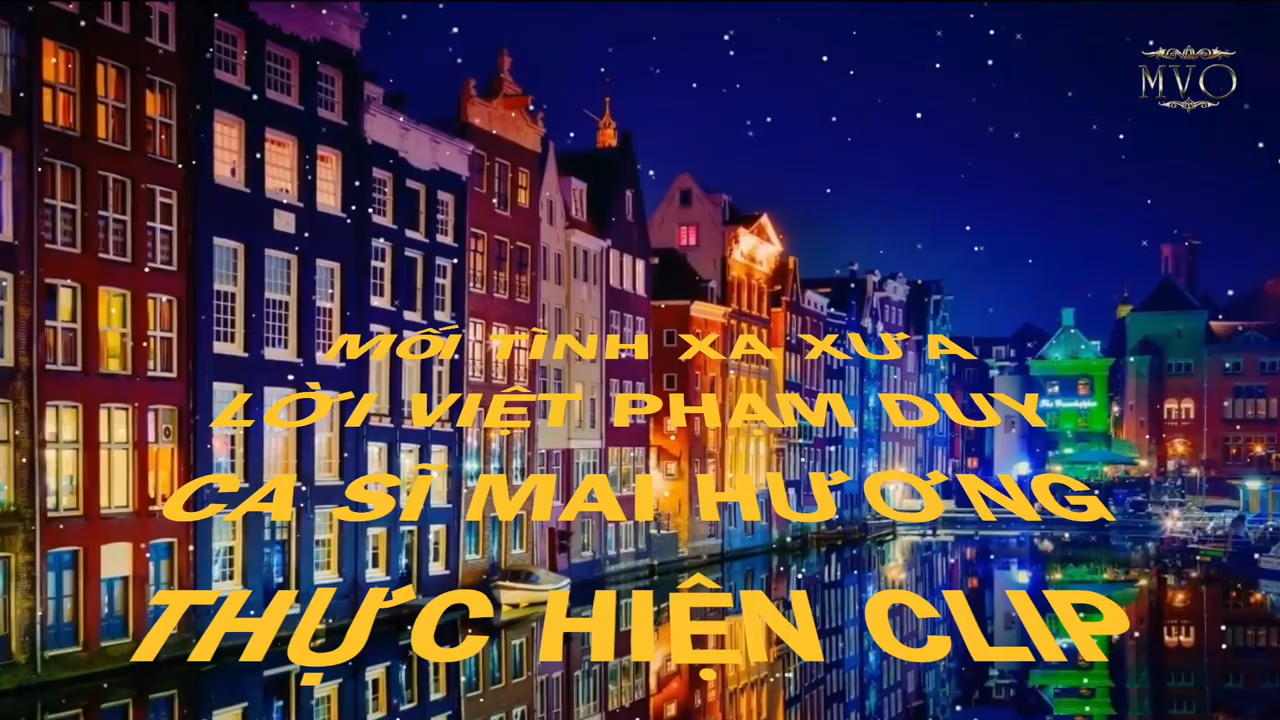 MVO
MỐI TÌNH XA XƯA
LỜI VIỆT PHẠM DUY
CA SĨ MAI HƯƠNG
THỰC HIỆN CLIP